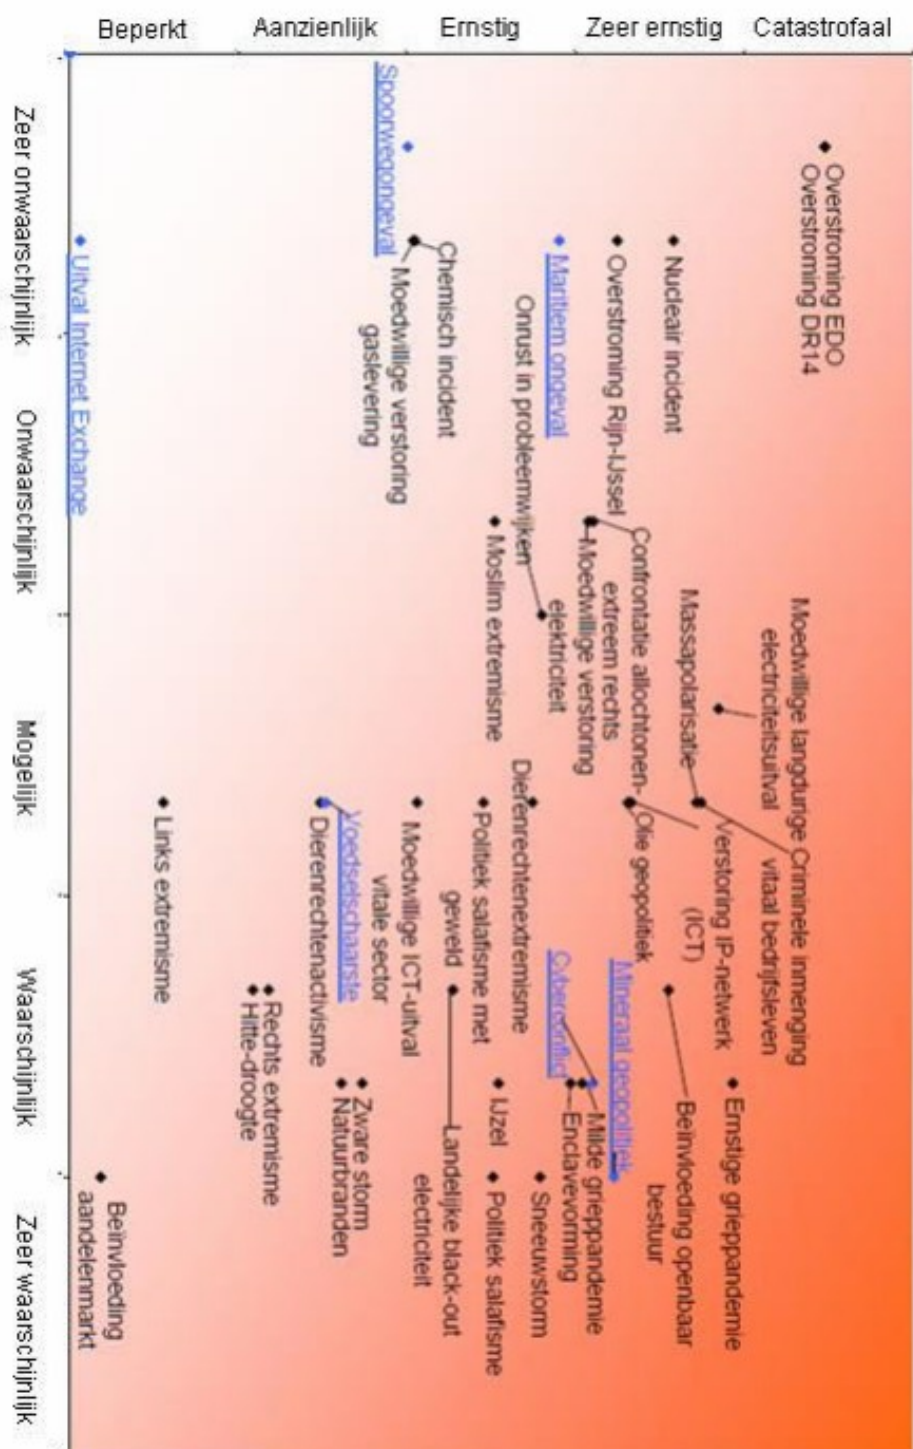 Beperkt
Aanzienlijk
Ernstig
Zeer ernstig
Catastrofaal
Overstroming EDO
Overstroming DR14
Nucleair incident
Overstroming Rijn-IJssel
Maritiem ongeval
Onrust in probleemwijken
Chemisch incident
Moedwillige verstoring
gaslevering
Spoorwegongeval
Uitval Internet Exchange
Moedwillige langdurige
electriciteitsuitval
Criminele inmenging
vitaal bedrijfsleven
Massapolarisatie
Verstoring IP-netwerk
(ICT)
Confrontatie allochtonen-
extreem rechts
Olie geopolitiek
Moedwillige verstoring
elektriciteit
Moslim extremisme
Dierenrechtenextremisme
Politiek salafisme met
geweld
Moedwillige ICT-uitval
vitale sector
Voedselschaarste
Dierenrechtenactivisme
Links extremisme
Ernstige grieppandemie
Beïnvloeding openbaar
bestuur
Mineraal geopolitiek
Cyberconflict
Milde grieppandemie
Enclavevorming
Sneeuwstorm
IJzel
Politiek salafisme
Landelijke black-out
electriciteit
Zware storm
Natuurbranden
Rechts extremisme
Hitte-droogte
Beïnvloeding
aandelenmarkt
Zeer onwaarschijnlijk
Onwaarschijnlijk
Mogelijk
Waarschijnlijk
Zeer waarschijnlijk